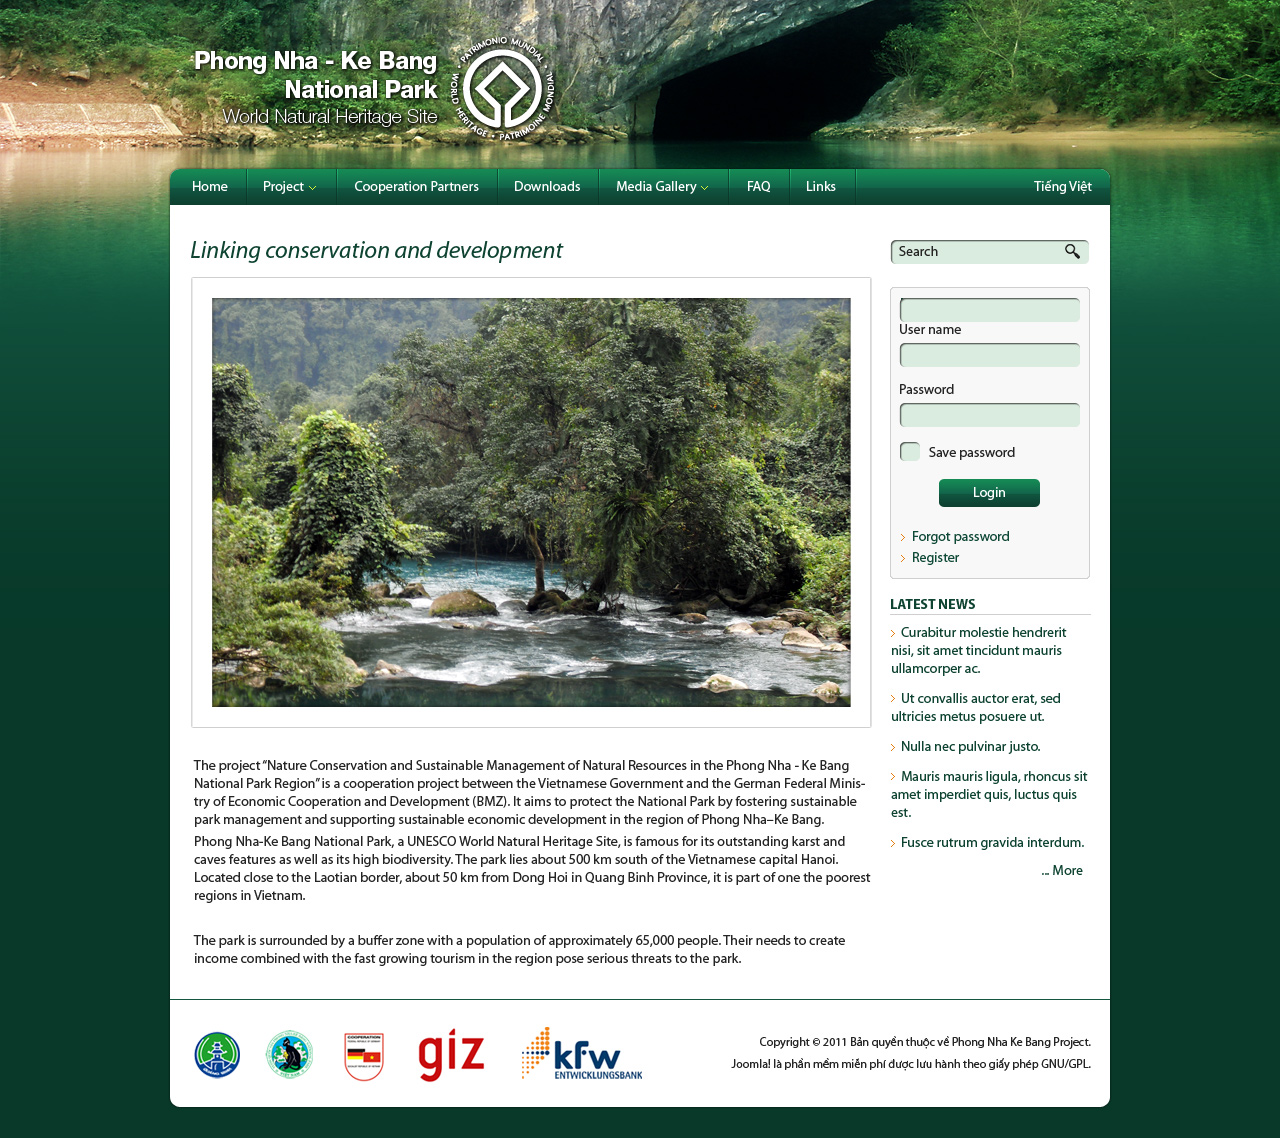 Phong Nha - Ke Bang
National Park
World Natural Heritage Site
PATRIMONIO MUNDIAL • WORLD HERITAGE • PATRIMOINE MONDIAL •
Home Project Cooperation Partners Downloads Media Gallery FAQ Links Tiếng Việt
Linking conservation and development
The project “Nature Conservation and Sustainable Management of Natural Resources in the Phong Nha - Ke Bang
National Park Region” is a cooperation project between the Vietnamese Government and the German Federal Minis-
try of Economic Cooperation and Development (BMZ). It aims to protect the National Park by fostering sustainable
park management and supporting sustainable economic development in the region of Phong Nha–Ke Bang.
Phong Nha-Ke Bang National Park, a UNESCO World Natural Heritage Site, is famous for its outstanding karst and
caves features as well as its high biodiversity. The park lies about 500 km south of the Vietnamese capital Hanoi.
Located close to the Laotian border, about 50 km from Dong Hoi in Quang Binh Province, it is part of one the poorest
regions in Vietnam.
The park is surrounded by a buffer zone with a population of approximately 65,000 people. Their needs to create
income combined with the fast growing tourism in the region pose serious threats to the park.
Search
User name
Password
Save password
Login
Forgot password
Register
LATEST NEWS
Curabitur molestie hendrerit
nisi, sit amet tincidunt mauris
ullamcorper ac.
Ut convallis auctor erat, sed
ultricies metus posuere ut.
Nulla nec pulvinar justo.
Mauris mauris ligula, rhoncus sit
amet imperdiet quis, luctus quis
est.
Fusce rutrum gravida interdum.
... More
COOPERATION
giz
kfw
ENTWICKLUNGSBANK
Copyright © 2011 Bản quyền thuộc về Phong Nha Ke Bang Project.
Joomla! là phần mềm miễn phí được lưu hành theo giấy phép GNU/GPL.